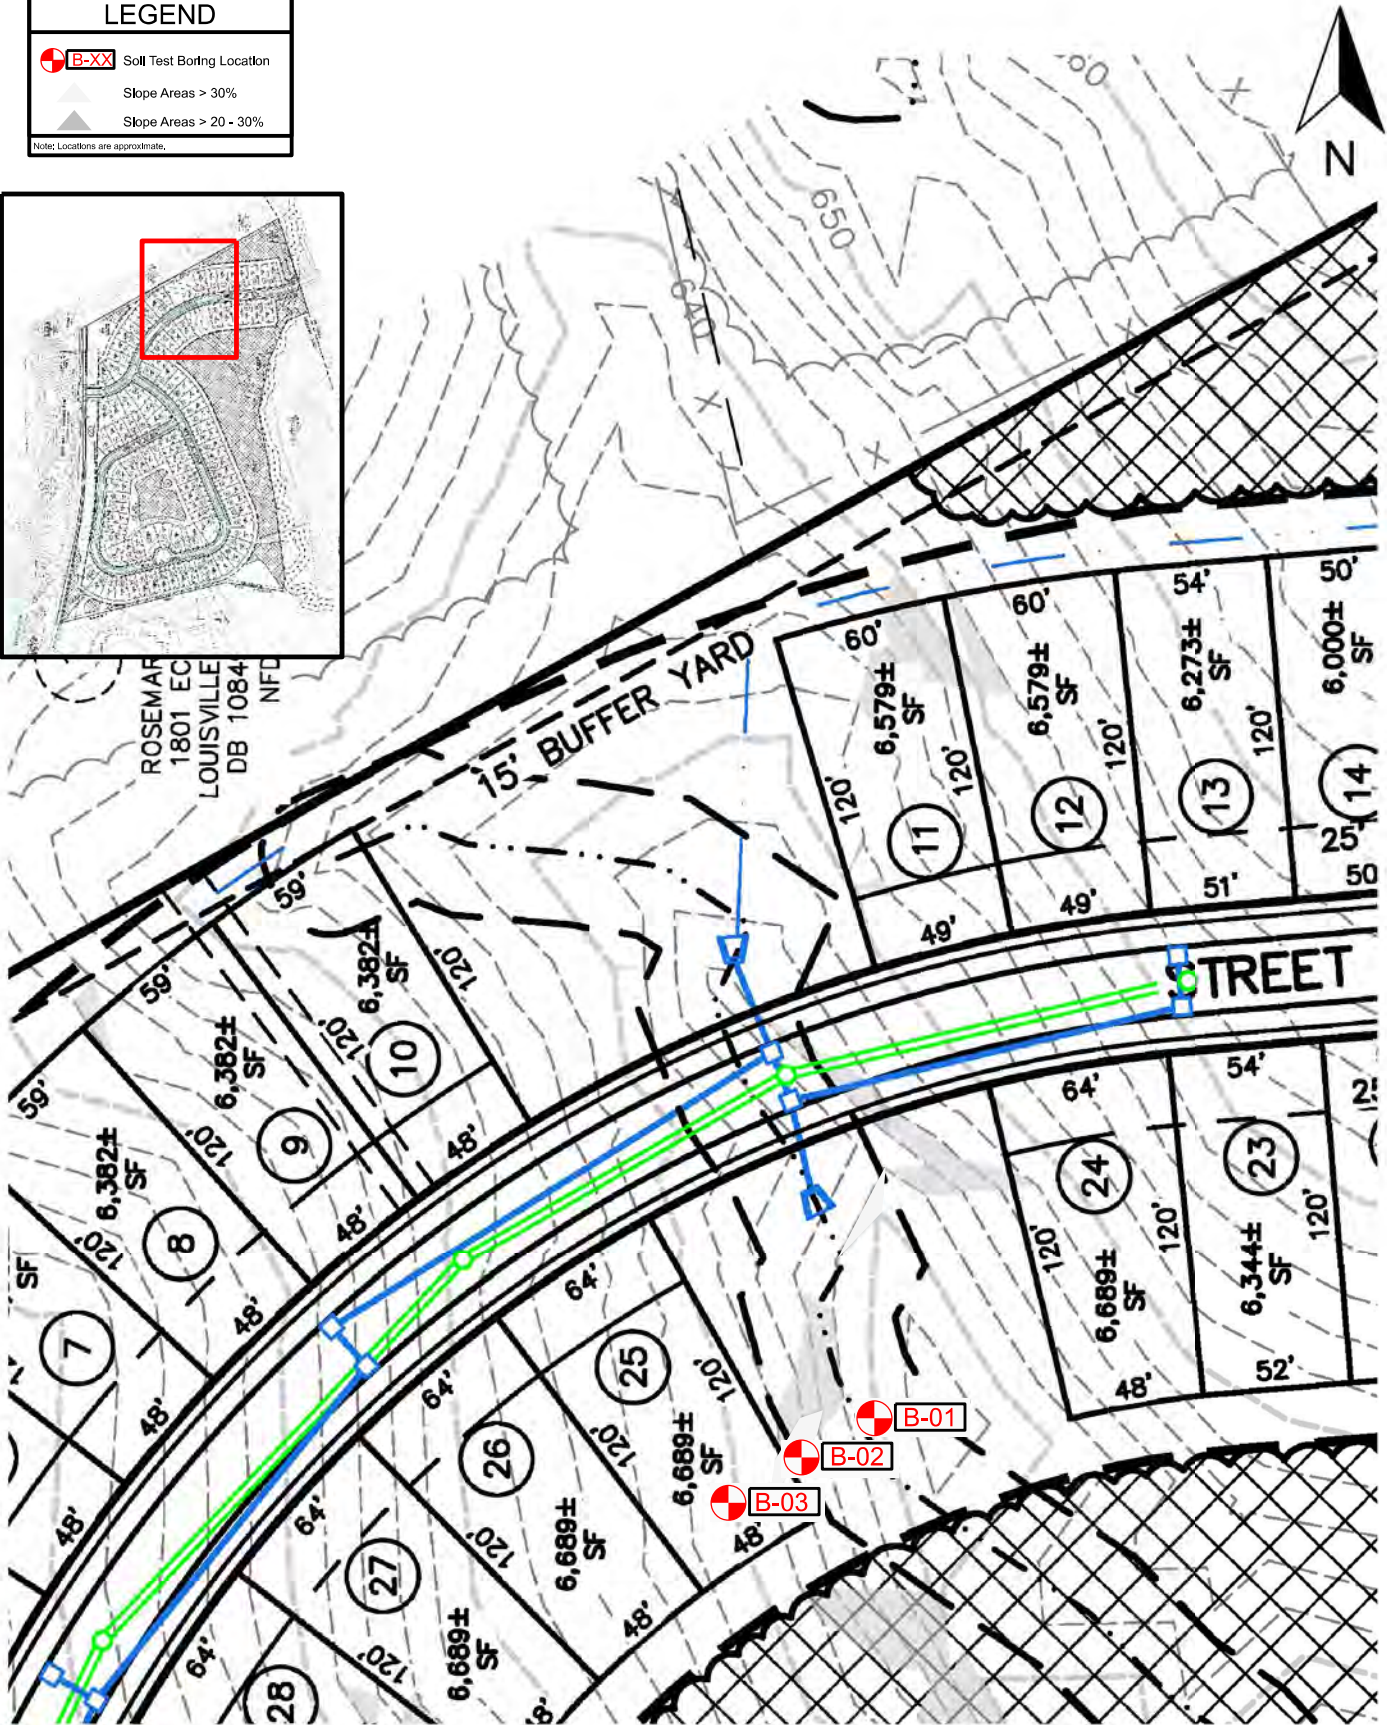 LEGEND
B-XX Soil Test Boring Location
Slope Areas > 30%
Slope Areas > 20 - 30%
Note: Locations are approximate.
N
60
650
640
ROSEMAR
1801 EC
LOUISVILLE
DB 1084
NFD
15' BUFFER YARD
60'
60'
54'
50'
6,579±
SF
6,579±
SF
6,273±
SF
6,000±
SF
120'
120'
120'
120'
11
12
13
14
25'
49'
49'
51'
50
TREET
59'
59'
59'
6,382±
SF
6,382±
SF
6,382±
SF
SF
120'
120'
120'
120'
10
9
8
7
48'
48'
48'
48'
48'
64'
54'
25
24
23
120'
120'
120'
6,689±
SF
6,344±
SF
48'
52'
64'
64'
64'
64'
25
26
27
28
120'
120'
120'
120'
6,689±
SF
6,689±
SF
6,689±
SF
48'
48'
48'
B-01
B-02
B-03